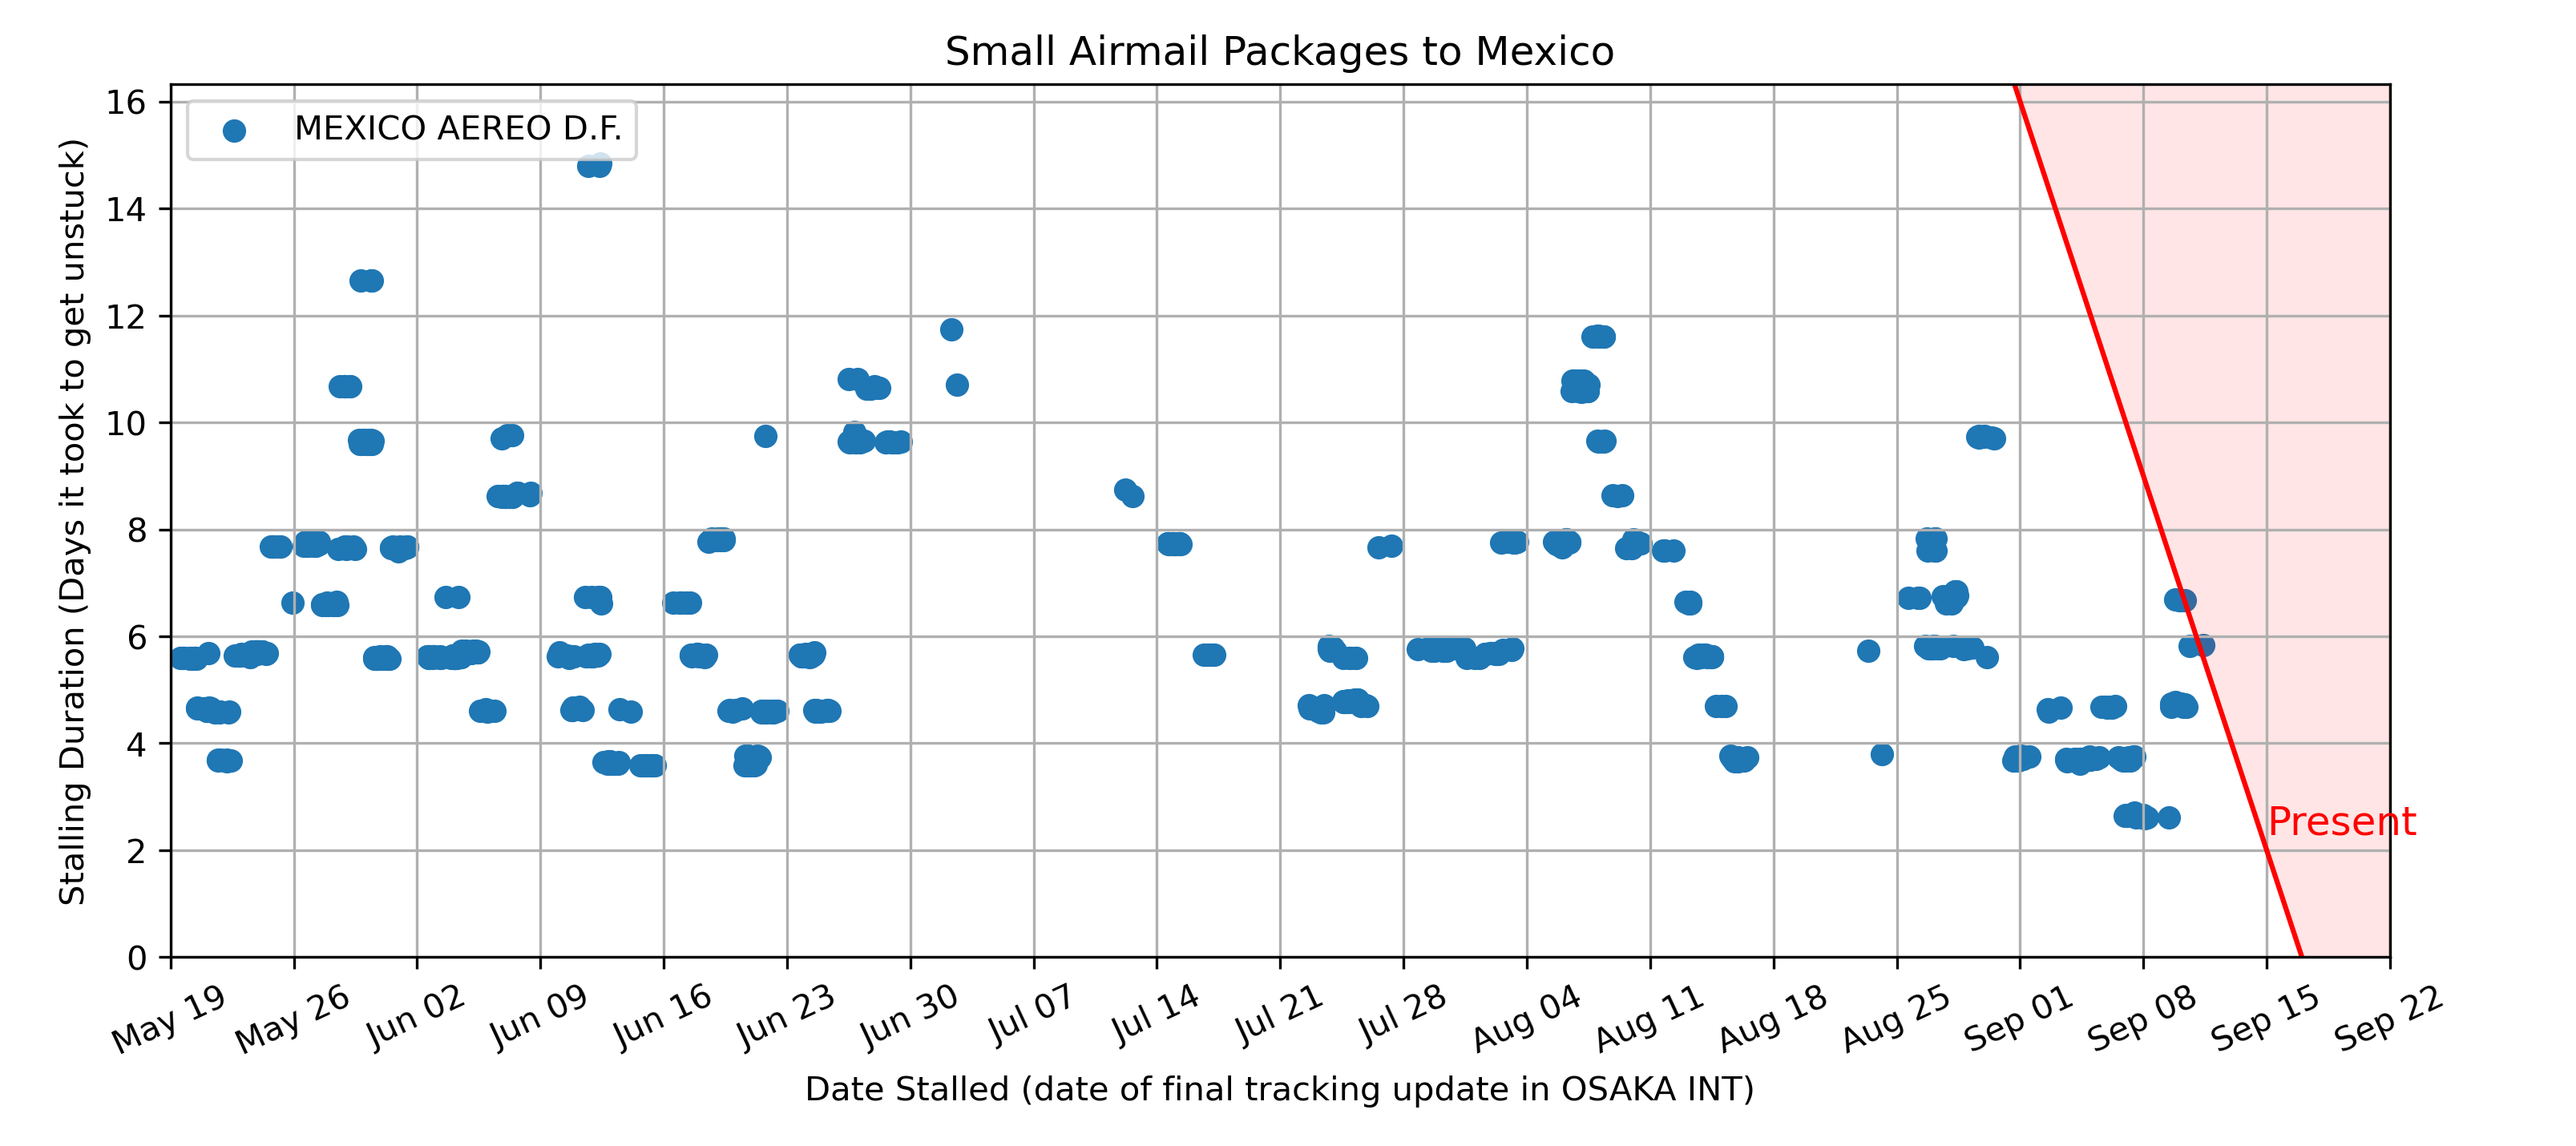 Small Airmail Packages to Mexico
MEXICO AEREO D.F.
Stalling Duration (Days it took to get unstuck)
16
14
12
10
8
6
4
2
0
Present
May 19
May 26
Jun 02
Jun 09
Jun 16
Jun 23
Jun 30
Jul 07
Jul 14
Jul 21
Jul 28
Aug 04
Aug 11
Aug 18
Aug 25
Sep 01
Sep 08
Sep 15
Sep 22
Date Stalled (date of final tracking update in OSAKA INT)